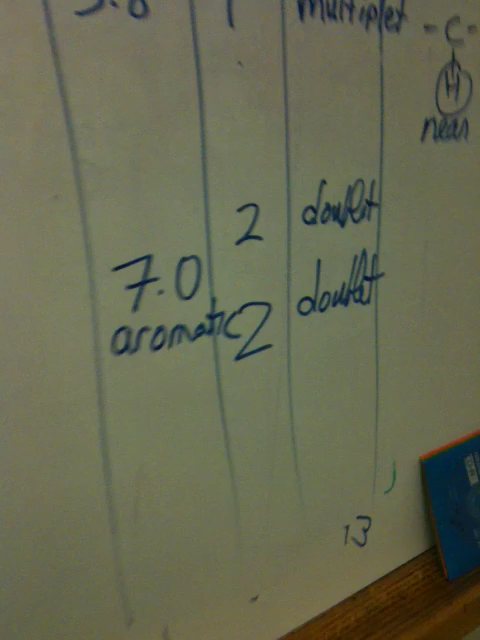 multiplet
-C-
H
near
2 doublet
7.0
aromatic 2 doublet
13